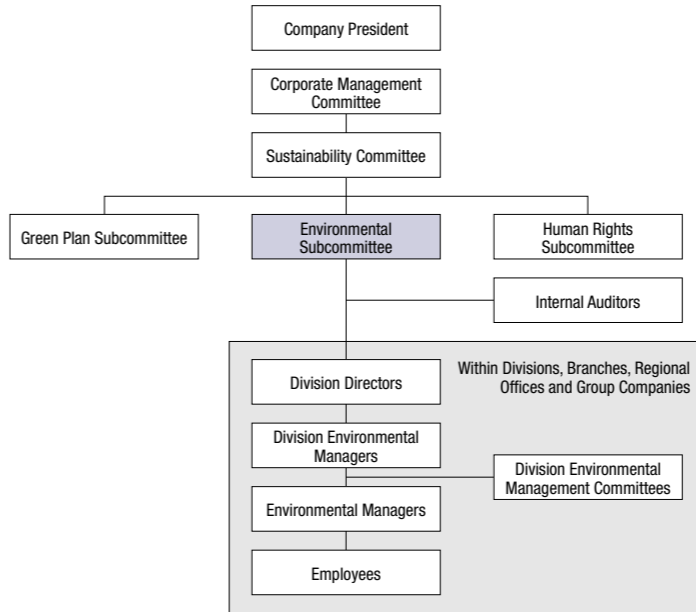 Company President
Corporate Management
Committee
Sustainability Committee
Green Plan Subcommittee
Environmental
Subcommittee
Human Rights
Subcommittee
Internal Auditors
Within Divisions, Branches, Regional
Offices and Group Companies
Division Directors
Division Environmental
Managers
Division Environmental
Management Committees
Environmental Managers
Employees